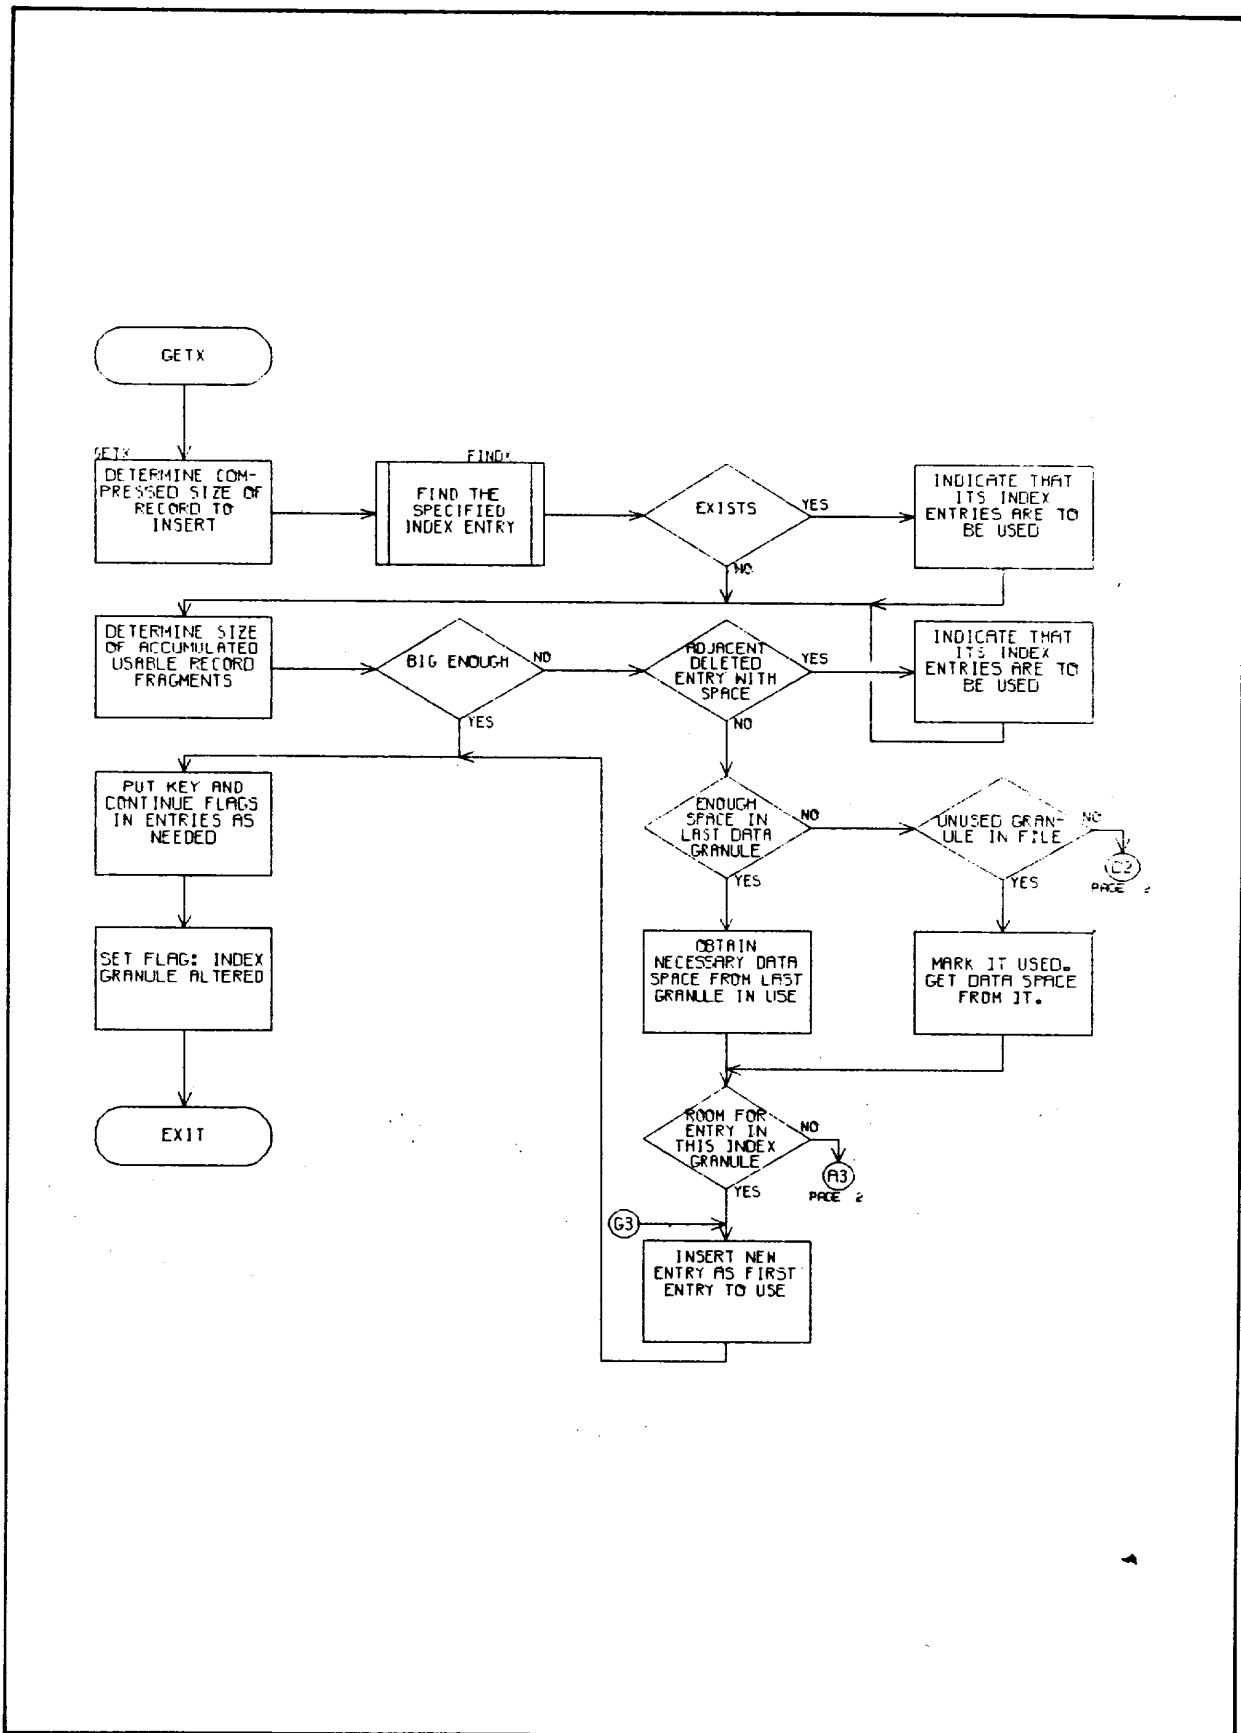 GETX
GETX
DETERMINE COM-
PRESSED SIZE OF
RECORD TO
INSERT
FINDX
FIND THE
SPECIFIED
INDEX ENTRY
EXISTS
YES
NO
INDICATE THAT
ITS INDEX
ENTRIES ARE TO
BE USED
DETERMINE SIZE
OF ACCUMULATED
USABLE RECORD
FRAGMENTS
BIG ENOUGH
NO
YES
ADJACENT
DELETED
ENTRY WITH
SPACE
YES
NO
INDICATE THAT
ITS INDEX
ENTRIES ARE TO
BE USED
PUT KEY AND
CONTINUE FLAGS
IN ENTRIES AS
NEEDED
ENOUGH
SPACE IN
LAST DATA
GRANULE
NO
YES
UNUSED GRAN-
ULE IN FILE
NO
YES
PAGE 2
SET FLAG: INDEX
GRANULE ALTERED
OBTAIN
NECESSARY DATA
SPACE FROM LAST
GRANULE IN USE
MARK IT USED.
GET DATA SPACE
FROM IT.
EXIT
ROOM FOR
ENTRY IN
THIS INDEX
GRANULE
NO
YES
A3
PAGE 2
G3
INSERT NEW
ENTRY AS FIRST
ENTRY TO USE